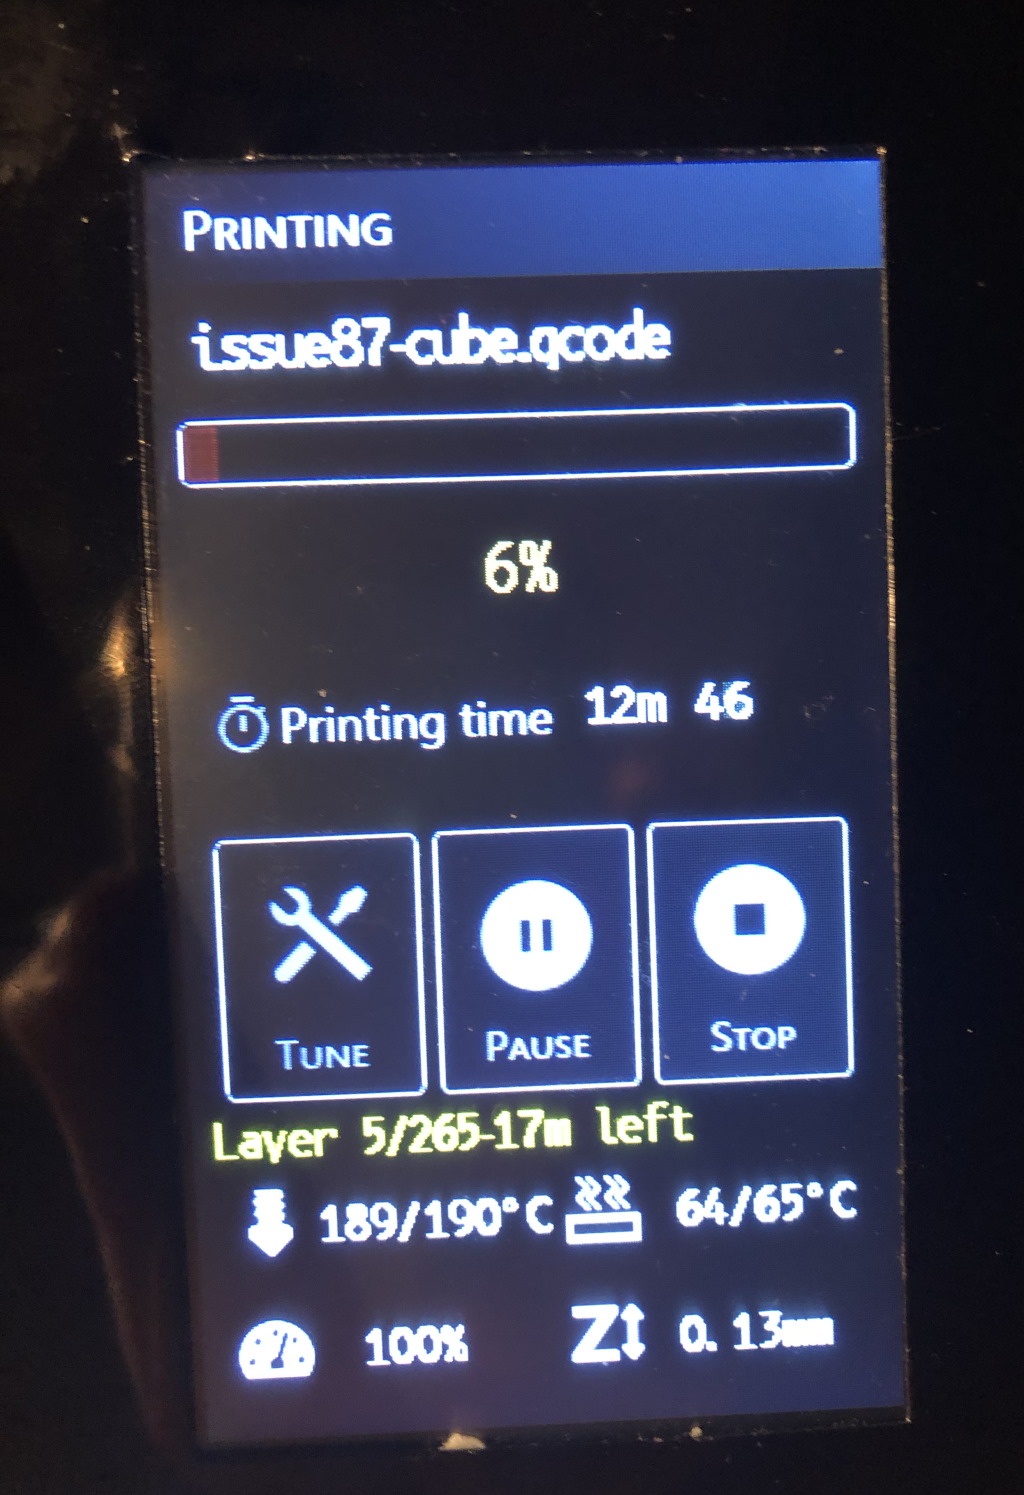 PRINTING
issue87-cube.gcode
6%
Printing time 12m 46
TUNE PAUSE STOP
Layer 5/265-17m left
189/190°C 64/65°C
100% Z 0.13mm